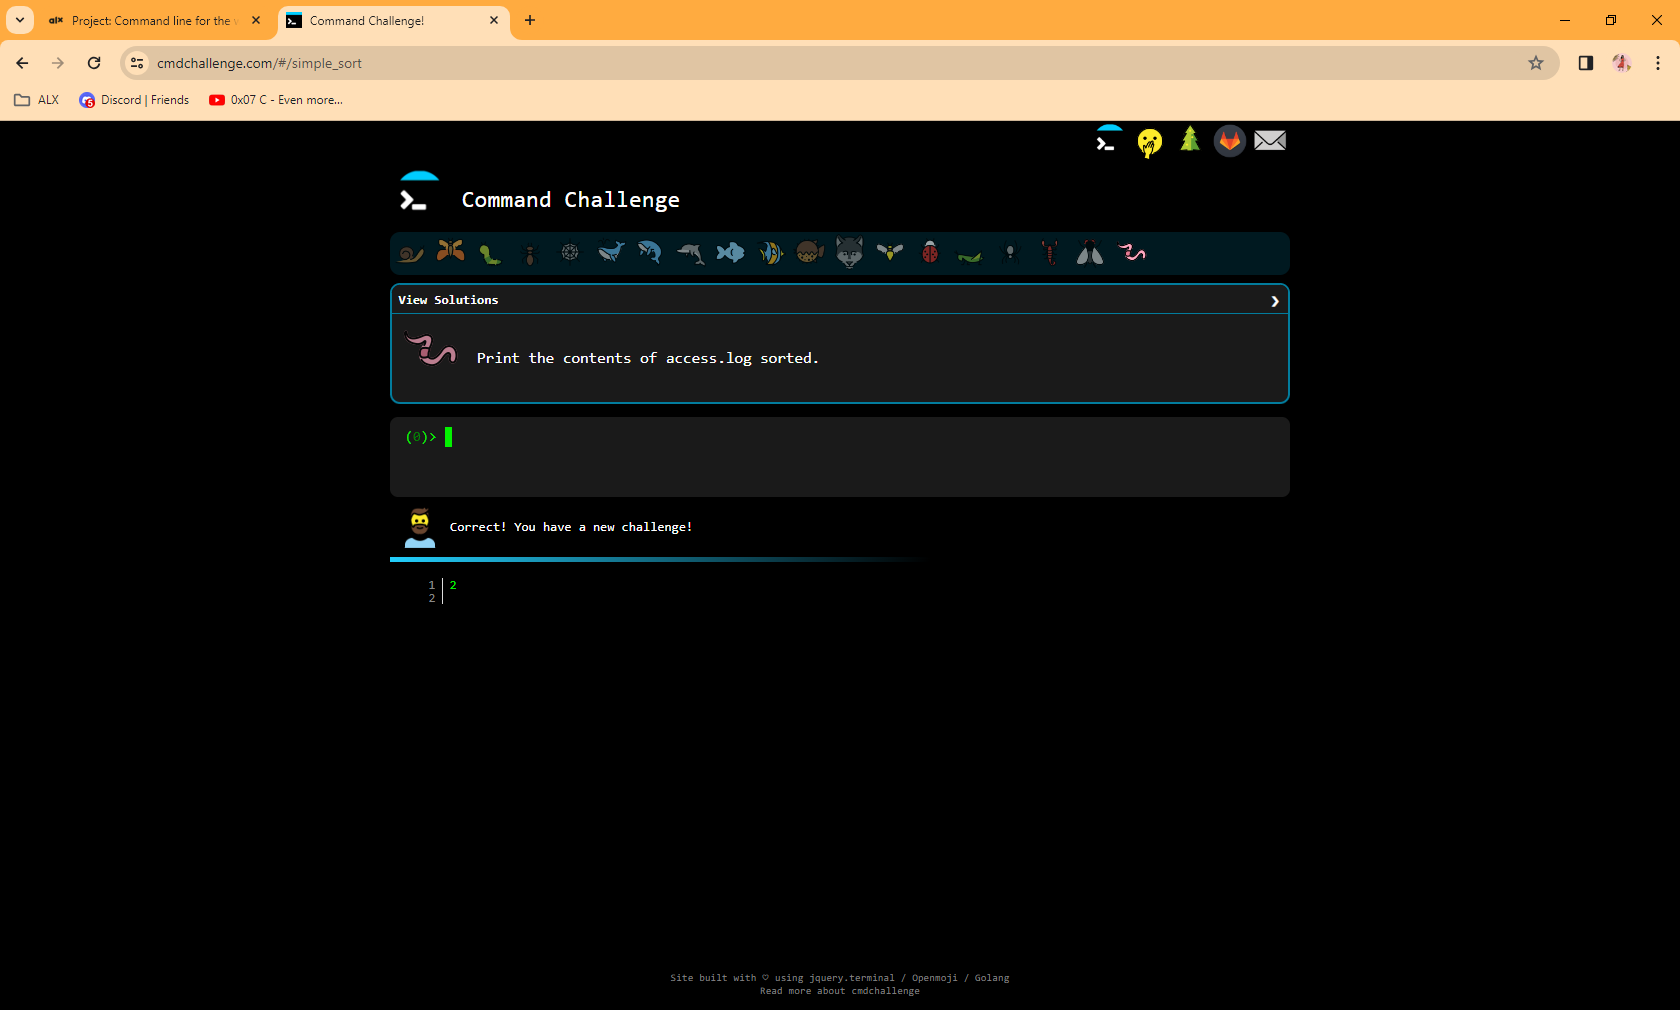 alx Project: Command line for the w
Command Challenge!
cmdchallenge.com/#/simple_sort
ALX
5 Discord | Friends
0x07 C - Even more...
Command Challenge
View Solutions
Print the contents of access.log sorted.
(0)>
Correct! You have a new challenge!
1 2
2
Site built with ♡ using jquery.terminal / Openmoji / Golang
Read more about cmdchallenge